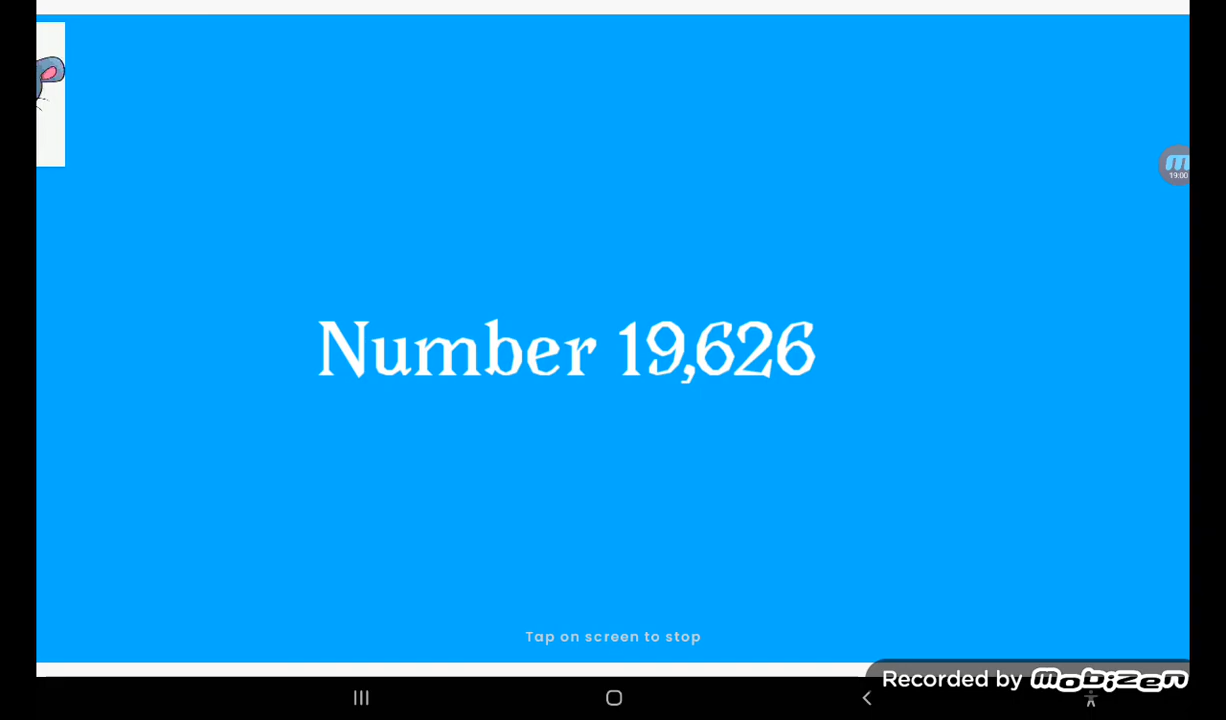 m
19:00
Number 19,626
Tap on screen to stop
Recorded by mobizen